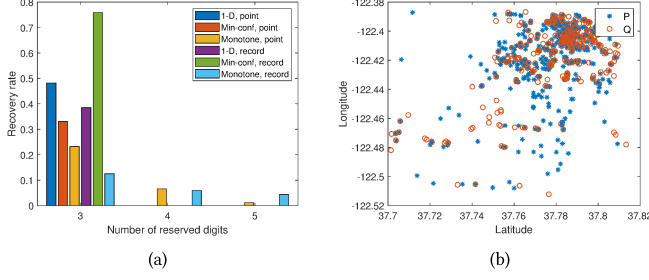 0.8
0.7
0.6
0.5
0.4
0.3
0.2
0.1
0
Recovery rate
1-D, point
Min-conf, point
Monotone, point
1-D, record
Min-conf, record
Monotone, record
3 4 5
Number of reserved digits
(a)
-122.38
-122.4
-122.42
-122.44
-122.46
-122.48
-122.5
-122.52
Longitude
P
Q
37.7 37.72 37.74 37.76 37.78 37.8 37.82
Latitude
(b)